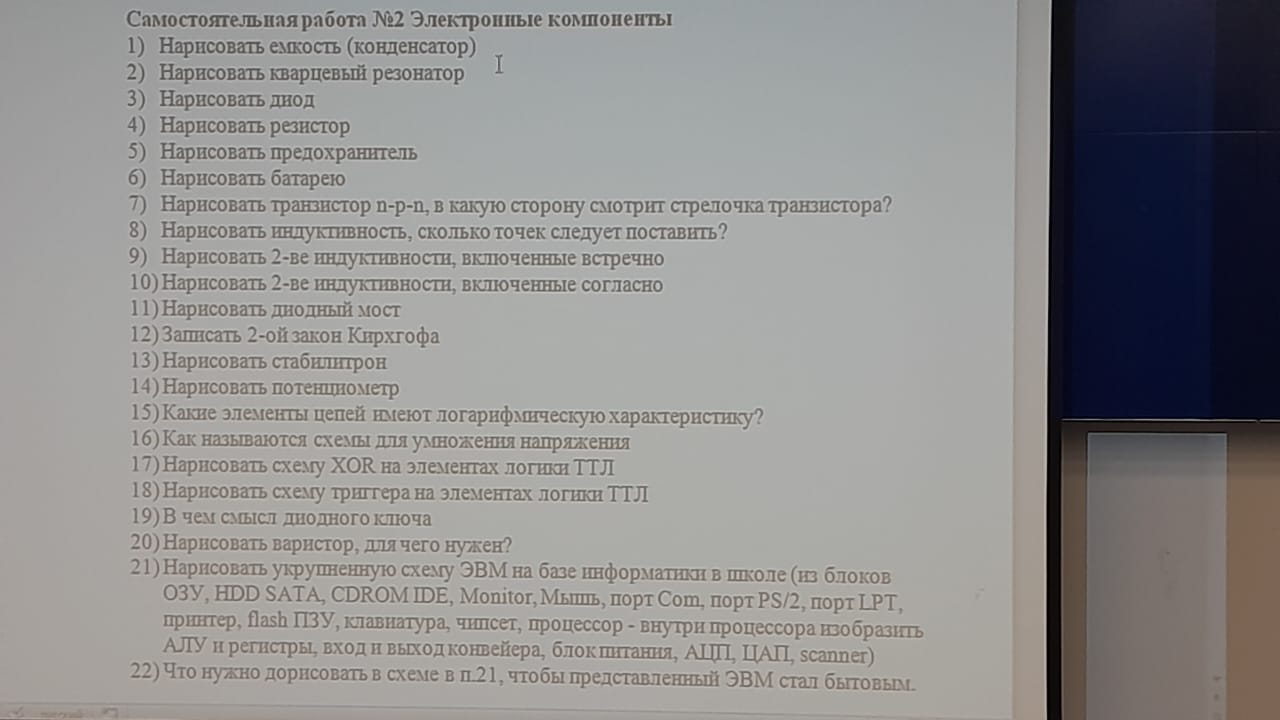 Самостоятельная работа №2 Электронные компоненты
1) Нарисовать емкость (конденсатор)
2) Нарисовать кварцевый резонатор
3) Нарисовать диод
4) Нарисовать резистор
5) Нарисовать предохранитель
6) Нарисовать батарею
7) Нарисовать транзистор n-p-n, в какую сторону смотрит стрелочка транзистора?
8) Нарисовать индуктивность, сколько точек следует поставить?
9) Нарисовать 2-ве индуктивности, включенные встречно
10) Нарисовать 2-ве индуктивности, включенные согласно
11) Нарисовать диодный мост
12) Записать 2-ой закон Кирхгофа
13) Нарисовать стабилитрон
14) Нарисовать потенциометр
15) Какие элементы цепей имеют логарифмическую характеристику?
16) Как называются схемы для умножения напряжения
17) Нарисовать схему XOR на элементах логики ТТЛ
18) Нарисовать схему триггера на элементах логики ТТЛ
19) В чем смысл диодного ключа
20) Нарисовать варистор, для чего нужен?
21) Нарисовать укрупненную схему ЭВМ на базе информатики в школе (из блоков
ОЗУ, HDD SATA, CDROM IDE, Monitor, Мышь, порт Com, порт PS/2, порт LPT,
принтер, flash ПЗУ, клавиатура, чипсет, процессор - внутри процессора изобразить
АЛУ и регистры, вход и выход конвейера, блок питания, АЦП, ЦАП, scanner)
22) Что нужно дорисовать в схеме в п.21, чтобы представленный ЭВМ стал бытовым.